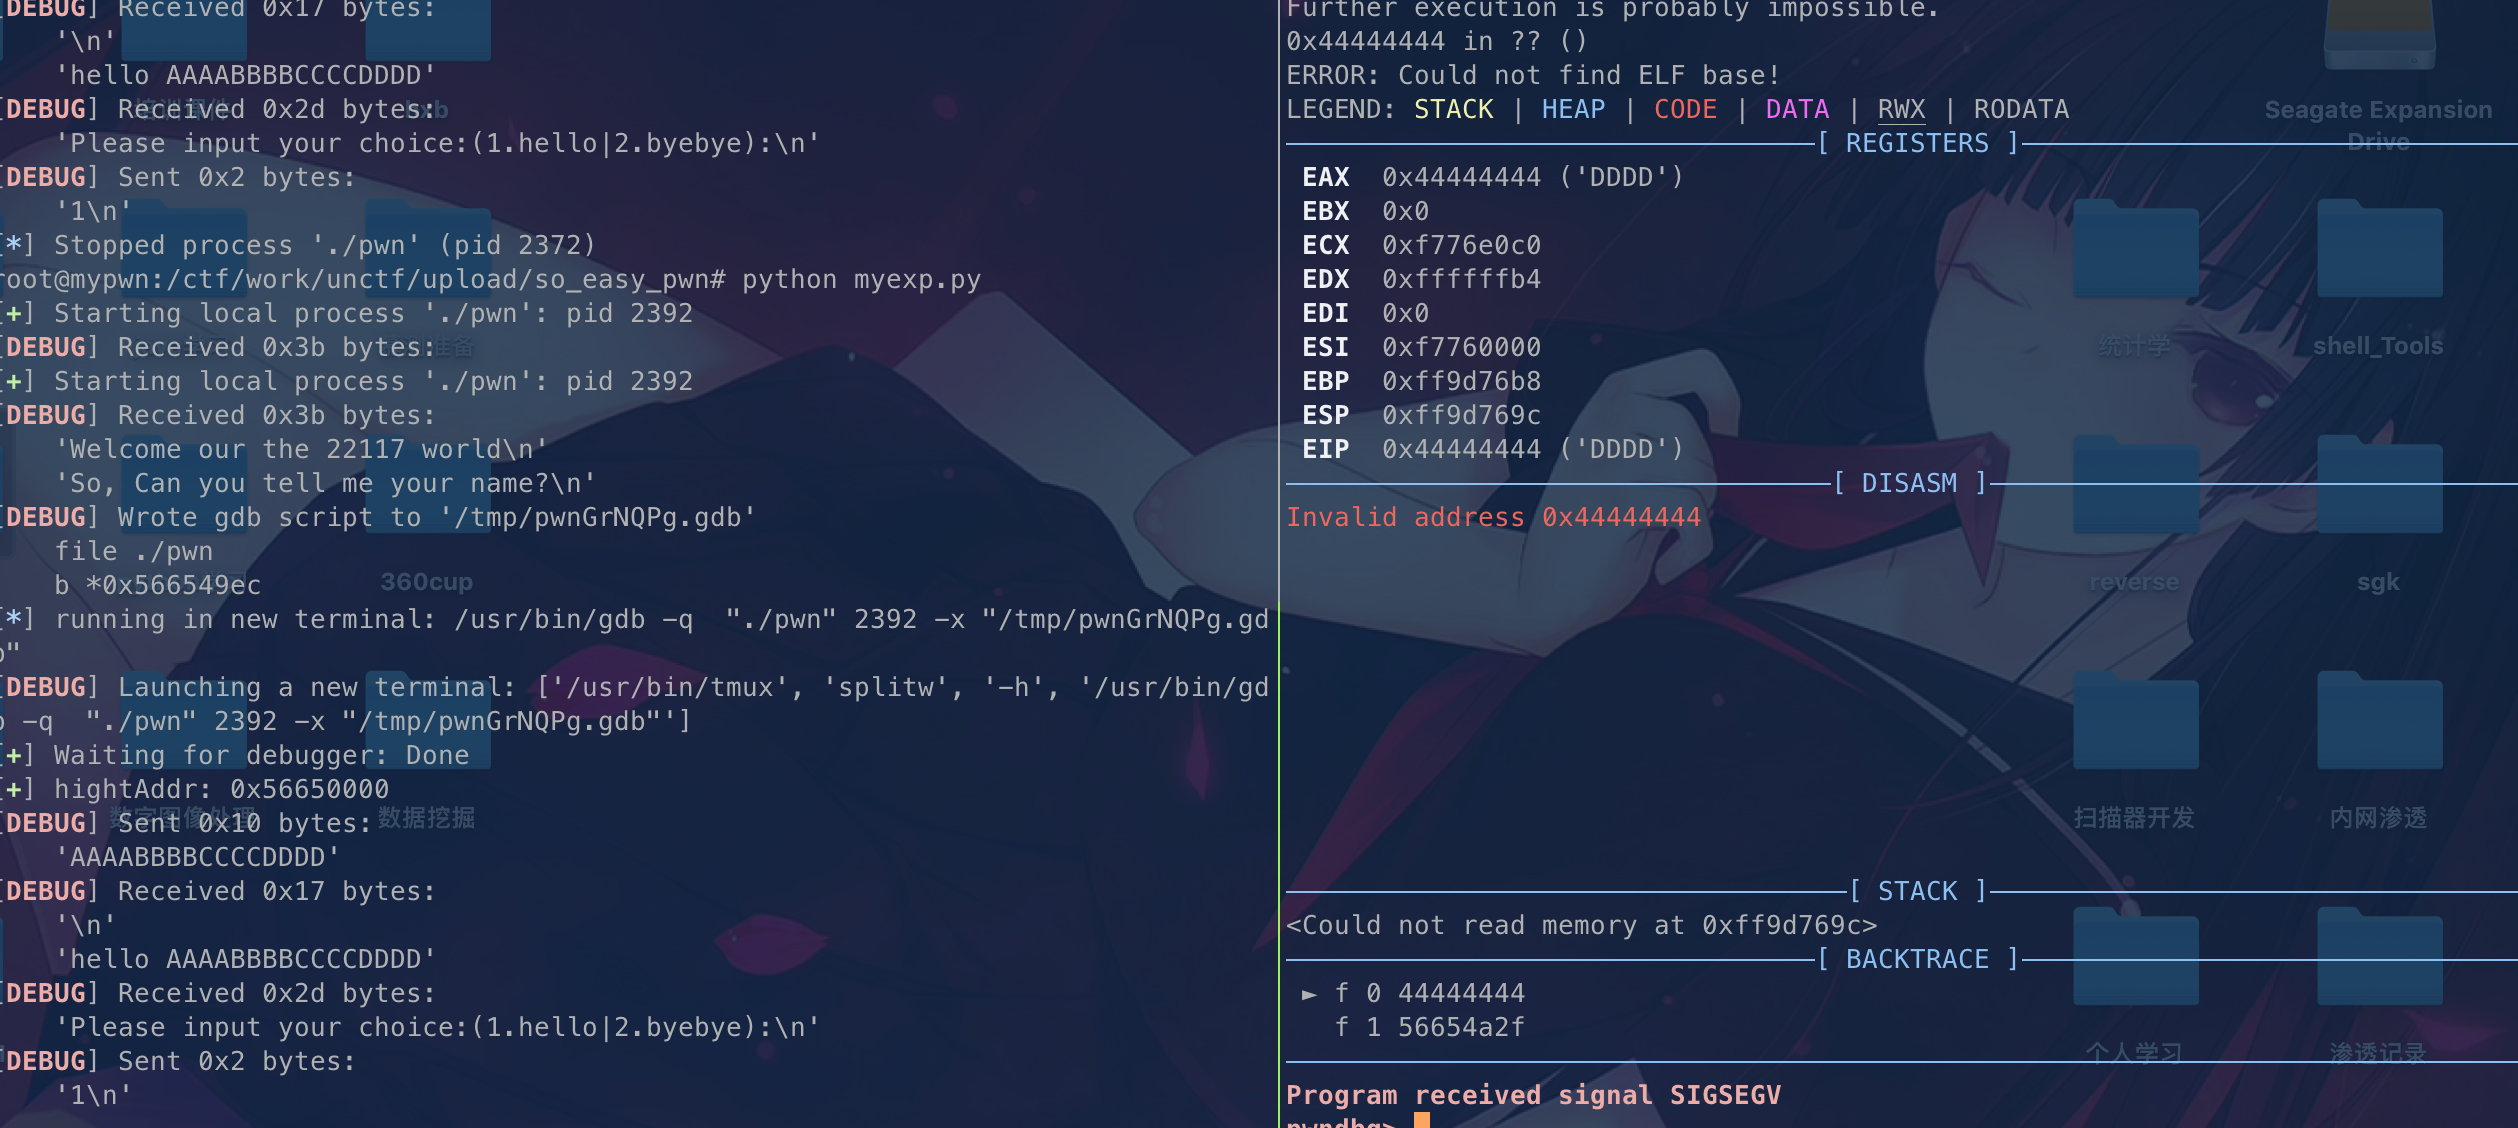 [DEBUG] Received 0x17 bytes:
'\n'
'hello AAAABBBBCCCCDDDD'
[DEBUG] Received 0x2d bytes:
'Please input your choice:(1.hello|2.byebye):\n'
[DEBUG] Sent 0x2 bytes:
'1\n'
[*] Stopped process './pwn' (pid 2372)
root@mypwn:/ctf/work/unctf/upload/so_easy_pwn# python myexp.py
[+] Starting local process './pwn': pid 2392
[DEBUG] Received 0x3b bytes:
[+] Starting local process './pwn': pid 2392
[DEBUG] Received 0x3b bytes:
'Welcome our the 22117 world\n'
'So, Can you tell me your name?\n'
[DEBUG] Wrote gdb script to '/tmp/pwnGrNQPg.gdb'
file ./pwn
b *0x566549ec
[*] running in new terminal: /usr/bin/gdb -q  "./pwn" 2392 -x "/tmp/pwnGrNQPg.gd
b"
[DEBUG] Launching a new terminal: ['/usr/bin/tmux', 'splitw', '-h', '/usr/bin/gd
b -q  "./pwn" 2392 -x "/tmp/pwnGrNQPg.gdb"']
[+] Waiting for debugger: Done
[+] hightAddr: 0x56650000
[DEBUG] Sent 0x10 bytes:
'AAAABBBBCCCCDDDD'
[DEBUG] Received 0x17 bytes:
'\n'
'hello AAAABBBBCCCCDDDD'
[DEBUG] Received 0x2d bytes:
'Please input your choice:(1.hello|2.byebye):\n'
[DEBUG] Sent 0x2 bytes:
'1\n'
Further execution is probably impossible.
0x44444444 in ?? ()
ERROR: Could not find ELF base!
LEGEND: STACK | HEAP | CODE | DATA | RWX | RODATA
[ REGISTERS ]
EAX  0x44444444 ('DDDD')
EBX  0x0
ECX  0xf776e0c0
EDX  0xffffffb4
EDI  0x0
ESI  0xf7760000
EBP  0xff9d76b8
ESP  0xff9d769c
EIP  0x44444444 ('DDDD')
[ DISASM ]
Invalid address 0x44444444
[ STACK ]
<Could not read memory at 0xff9d769c>
[ BACKTRACE ]
► f 0 44444444
f 1 56654a2f
Program received signal SIGSEGV
pwndbg>
360cup
数字图像处理
数据挖掘
Seagate Expansion
Drive
统计学
shell_Tools
reverse
sgk
扫描器开发
内网渗透
个人学习
渗透记录